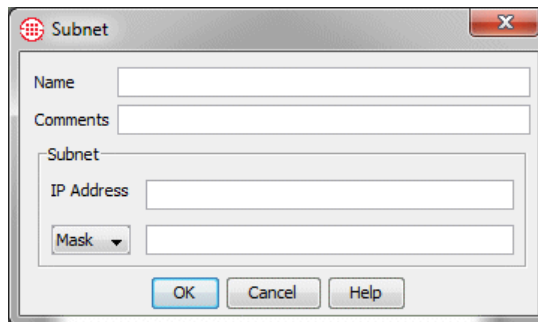 Subnet
Name
Comments
Subnet
IP Address
Mask
OK Cancel Help